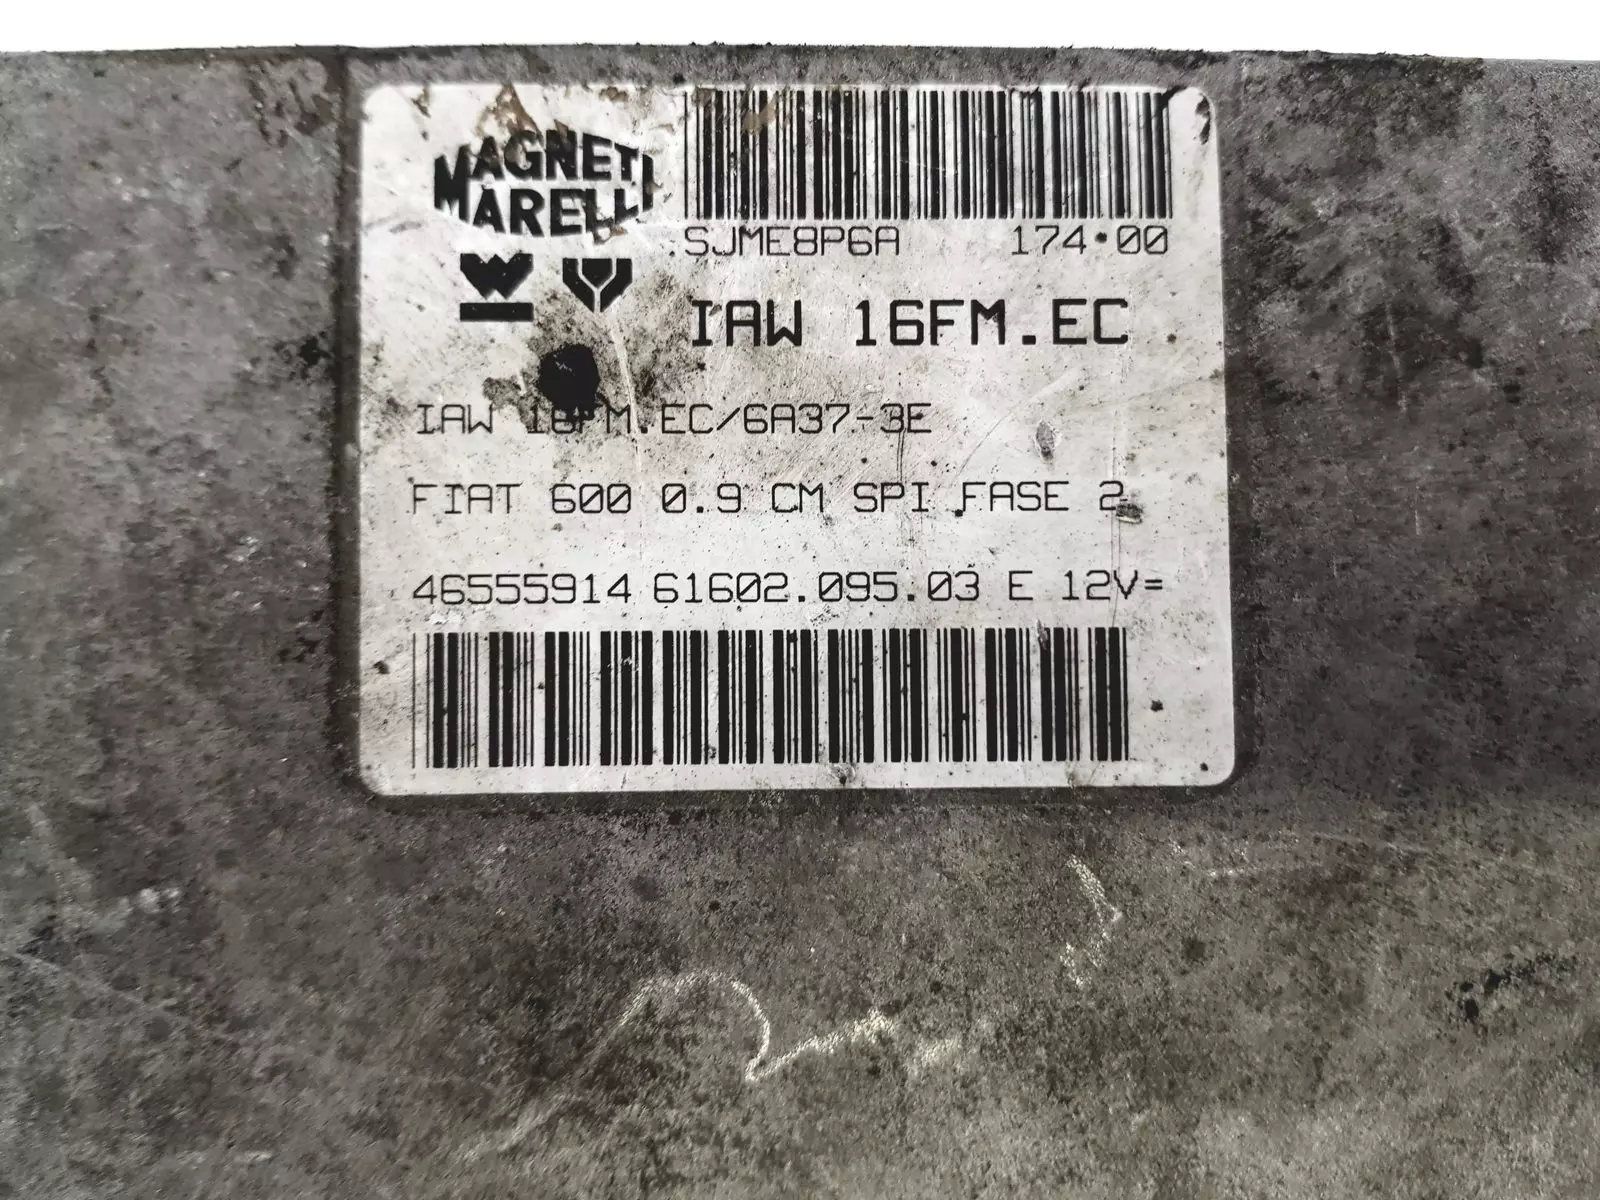 MAGNETI
MARELLI
SJME8P6A 174·00
IAW 16FM.EC
IAW 16FM.EC/6A37-3E
FIAT 600 0.9 CM SPI FASE 2
46555914 61602.095.03 E 12V=